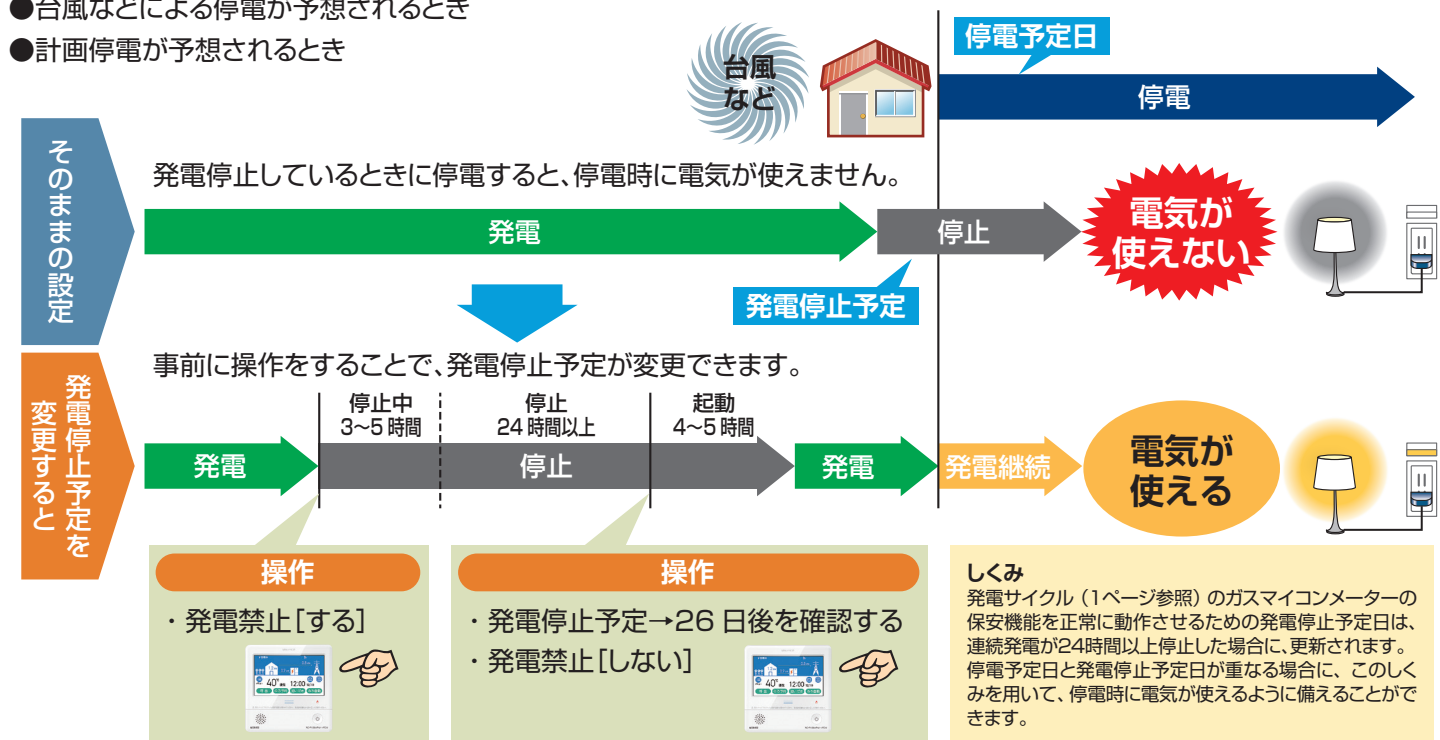 ●台風などによる停電が予想されるとき
●計画停電が予想されるとき
台風
など
停電予定日
停電
そのままの設定
発電停止しているときに停電すると、停電時に電気が使えません。
発電
停止
電気が
使えない
発電停止予定
発電停止予定を
変更すると
事前に操作をすることで、発電停止予定が変更できます。
停止中
3〜5 時間
停止
24 時間以上
起動
4〜5 時間
発電
停止
発電
発電継続
電気が
使える
操作
・発電禁止[する]
40°
12:00
操作
・発電停止予定→26 日後を確認する
・発電禁止[しない]
40°
12:00
しくみ
発電サイクル（1ページ参照）のガスマイコンメーターの
保安機能を正常に動作させるための発電停止予定日は、
連続発電が24時間以上停止した場合に、更新されます。
停電予定日と発電停止予定日が重なる場合に、このしく
みを用いて、停電時に電気が使えるように備えることがで
きます。